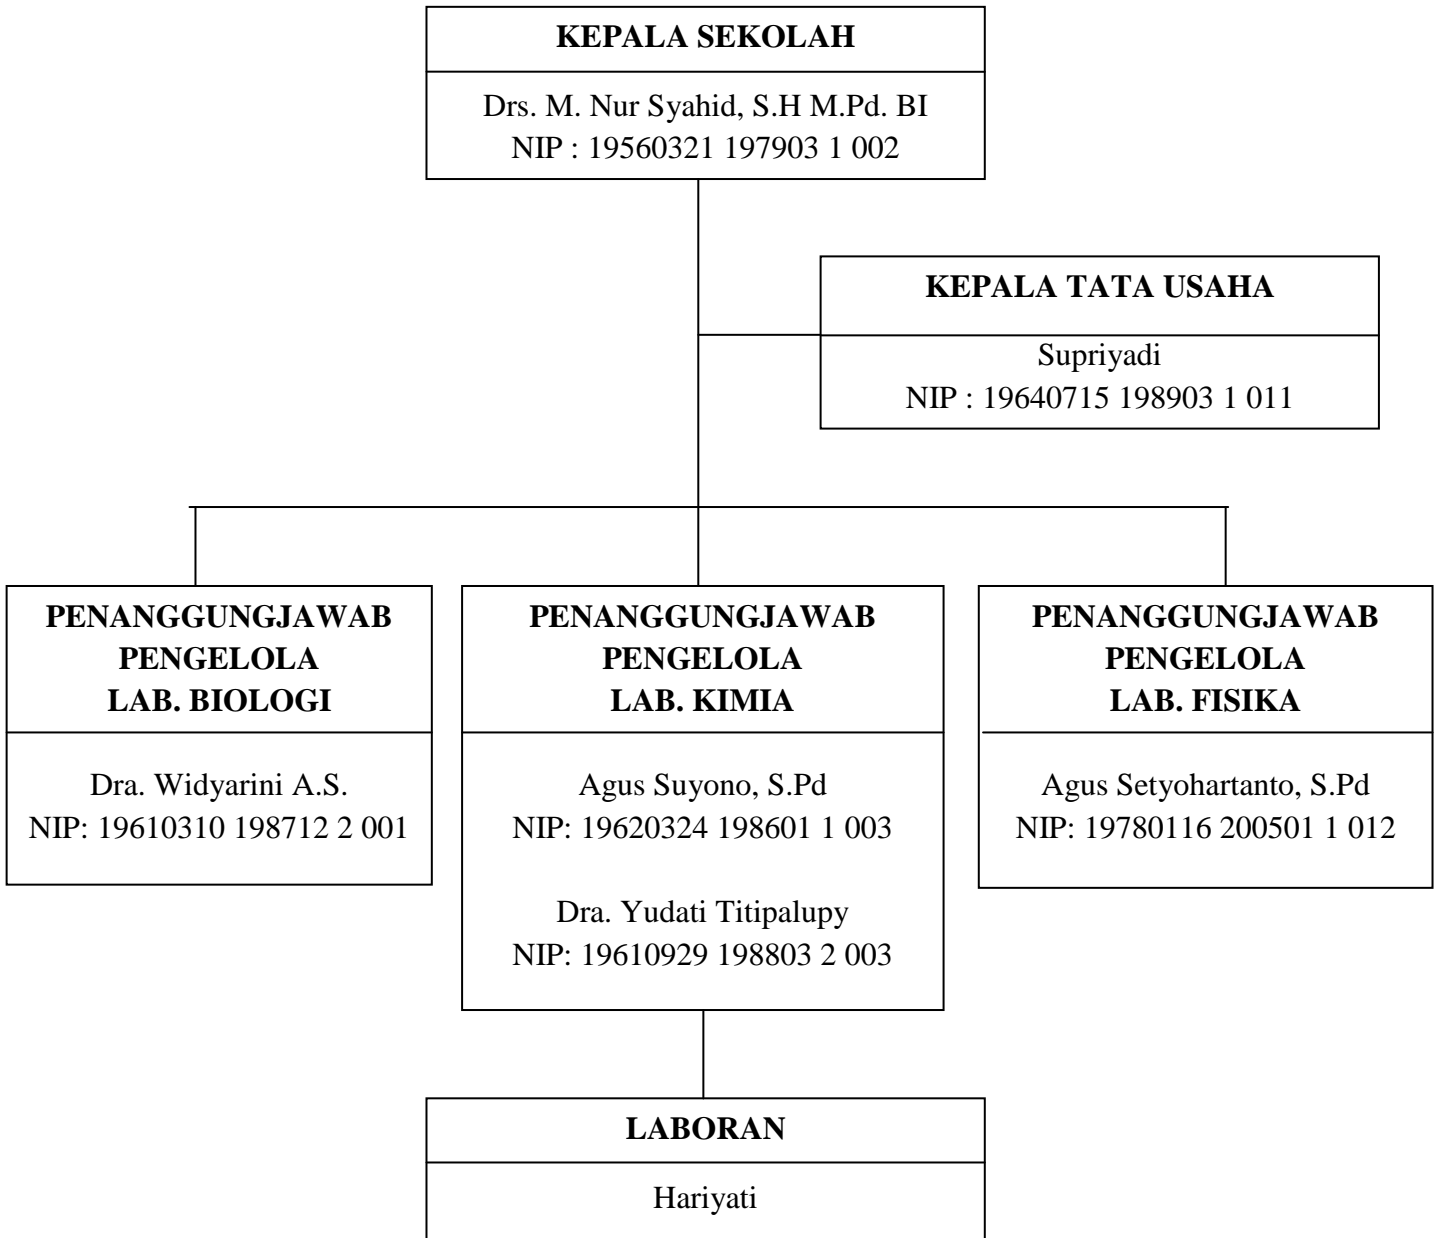 KEPALA SEKOLAH
Drs. M. Nur Syahid, S.H M.Pd. BI
NIP : 19560321 197903 1 002
KEPALA TATA USAHA
Supriyadi
NIP : 19640715 198903 1 011
PENANGGUNGJAWAB
PENGELOLA
LAB. BIOLOGI
Dra. Widyarini A.S.
NIP: 19610310 198712 2 001
PENANGGUNGJAWAB
PENGELOLA
LAB. KIMIA
Agus Suyono, S.Pd
NIP: 19620324 198601 1 003
Dra. Yudati Titipalupy
NIP: 19610929 198803 2 003
PENANGGUNGJAWAB
PENGELOLA
LAB. FISIKA
Agus Setyohartanto, S.Pd
NIP: 19780116 200501 1 012
LABORAN
Hariyati